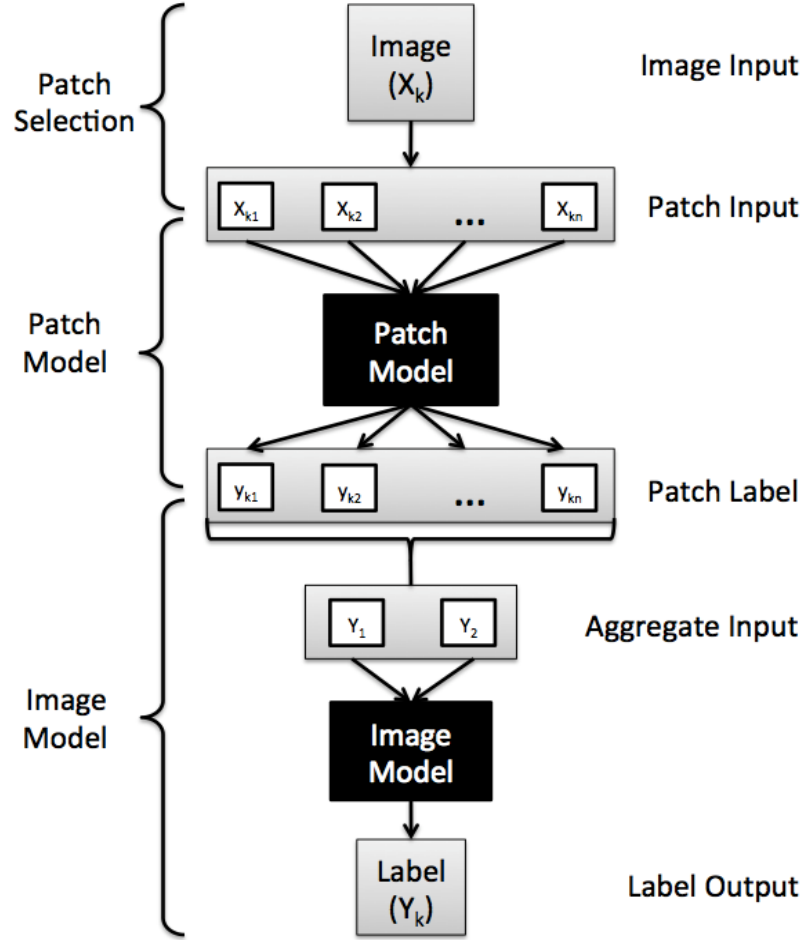 Image
(Xk)
Image Input
Patch
Selection
Xk1 Xk2 ... Xkn
Patch Input
Patch
Model
Patch
Model
yk1 yk2 ... ykn
Patch Label
Y1 Y2
Aggregate Input
Image
Model
Image
Model
Label
(Yk)
Label Output